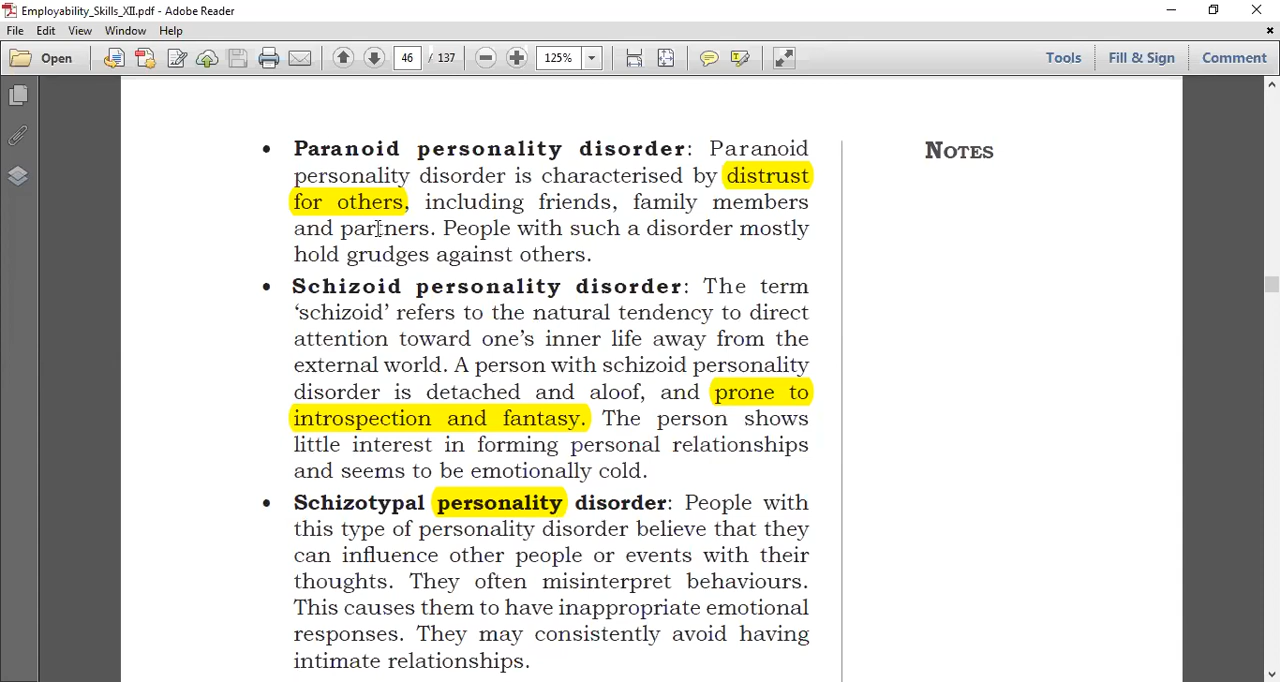 Employability_Skills_XII.pdf - Adobe Reader
File Edit View Window Help
Open 46 / 137 125% Tools Fill & Sign Comment
• Paranoid personality disorder: Paranoid
personality disorder is characterised by distrust
for others, including friends, family members
and partners. People with such a disorder mostly
hold grudges against others.
• Schizoid personality disorder: The term
‘schizoid’ refers to the natural tendency to direct
attention toward one’s inner life away from the
external world. A person with schizoid personality
disorder is detached and aloof, and prone to
introspection and fantasy. The person shows
little interest in forming personal relationships
and seems to be emotionally cold.
• Schizotypal personality disorder: People with
this type of personality disorder believe that they
can influence other people or events with their
thoughts. They often misinterpret behaviours.
This causes them to have inappropriate emotional
responses. They may consistently avoid having
intimate relationships.
NOTES